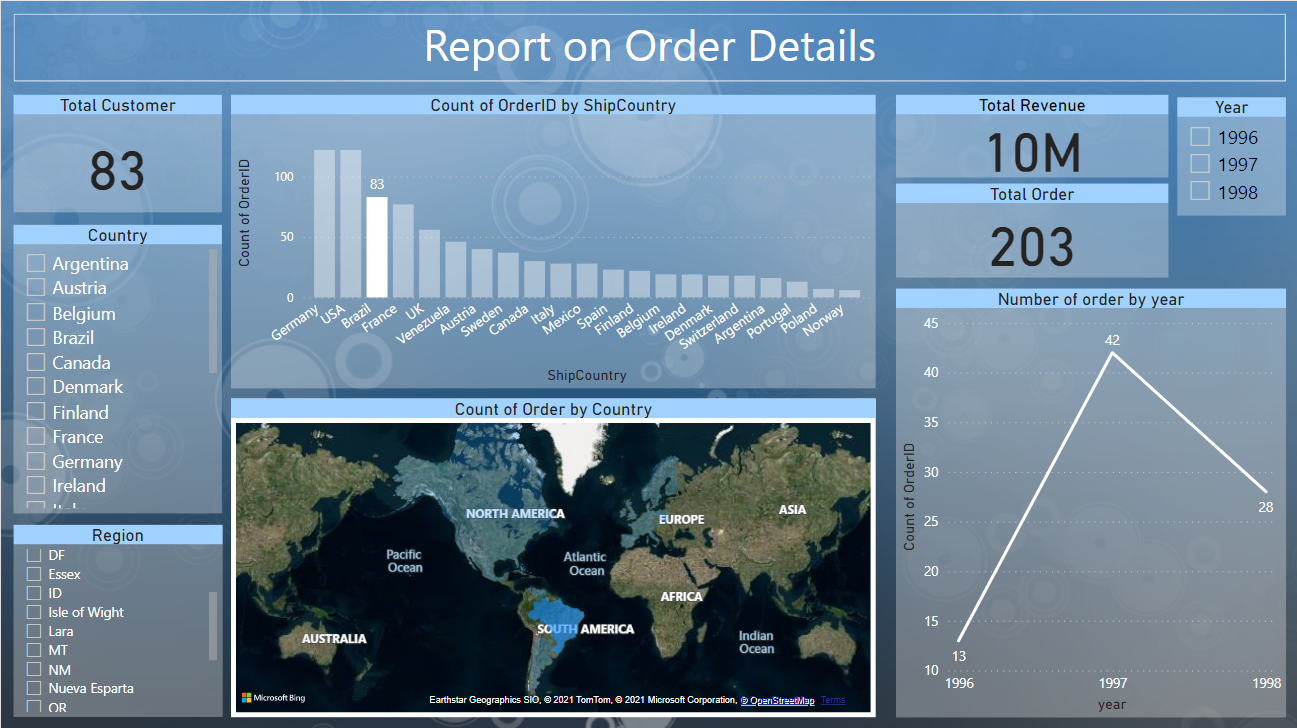 Report on Order Details
Total Customer
83
Country
Argentina
Austria
Belgium
Brazil
Canada
Denmark
Finland
France
Germany
Ireland
Region
DF
Essex
ID
Isle of Wight
Lara
MT
NM
Nueva Esparta
OR
Count of OrderID by ShipCountry
Count of OrderID
100
50
0
83
Germany
USA
Brazil
France
UK
Venezuela
Austria
Sweden
Canada
Italy
Mexico
Spain
Finland
Belgium
Ireland
Denmark
Switzerland
Argentina
Portugal
Poland
Norway
ShipCountry
Count of Order by Country
NORTH AMERICA
EUROPE
ASIA
Pacific
Ocean
Atlantic
Ocean
AFRICA
SOUTH AMERICA
AUSTRALIA
Indian
Ocean
Microsoft Bing
Earthstar Geographics SIO, © 2021 TomTom, © 2021 Microsoft Corporation, © OpenStreetMap Terms
Total Revenue
10M
Total Order
203
Year
1996
1997
1998
Number of order by year
Count of OrderID
45
40
35
30
25
20
15
10
42
28
13
1996
1997
1998
year